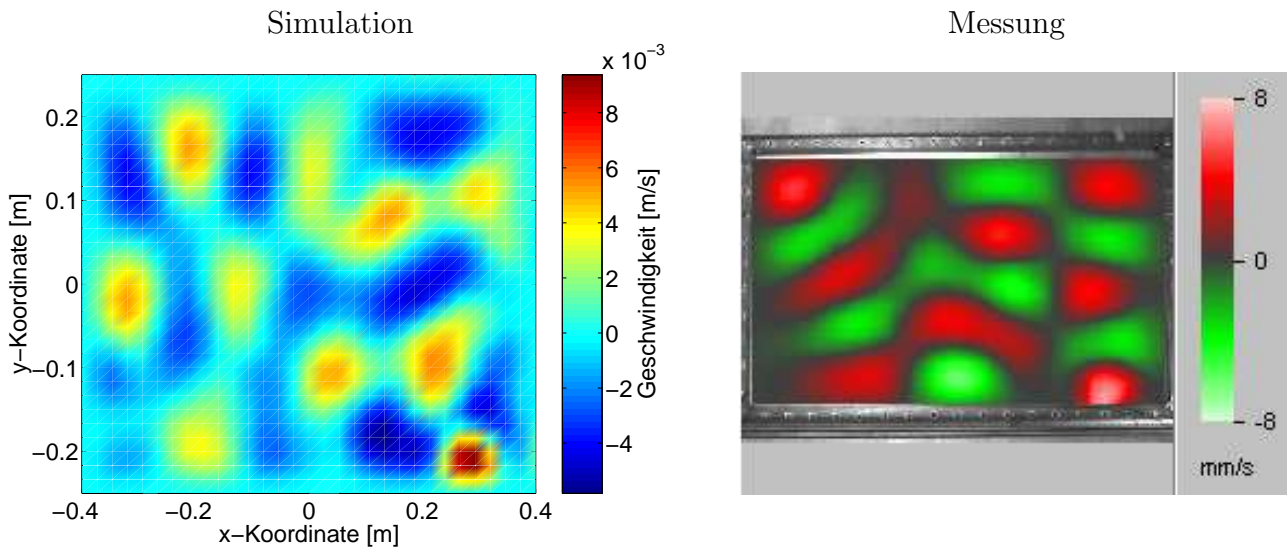 Simulation
x 10⁻³
0.2
0.1
0
−0.1
−0.2
y−Koordinate [m]
−0.4
−0.2
0
0.2
0.4
x−Koordinate [m]
8
6
4
2
0
−2
−4
Geschwindigkeit [m/s]
Messung
8
0
-8
mm/s